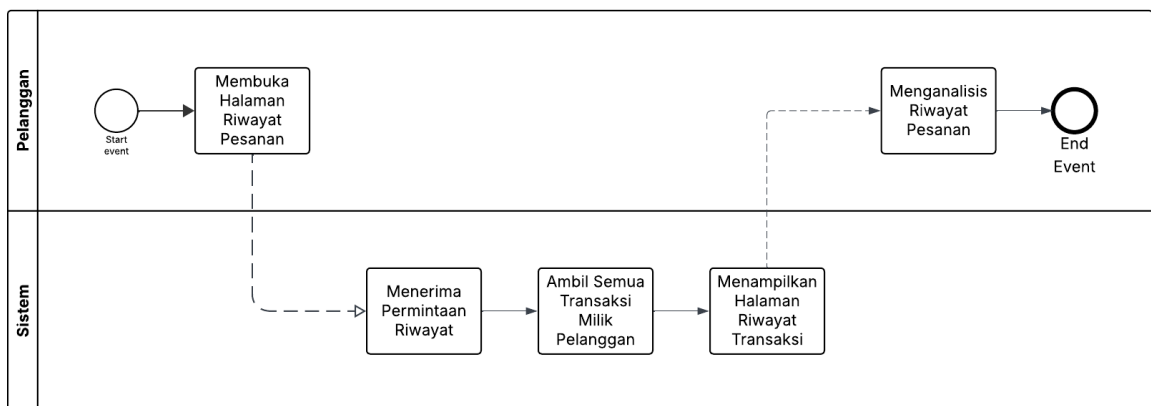 Pelanggan
Start
event
Membuka
Halaman
Riwayat
Pesanan
Menganalisis
Riwayat
Pesanan
End
Event
Sistem
Menerima
Permintaan
Riwayat
Ambil Semua
Transaksi
Milik
Pelanggan
Menampilkan
Halaman
Riwayat
Transaksi